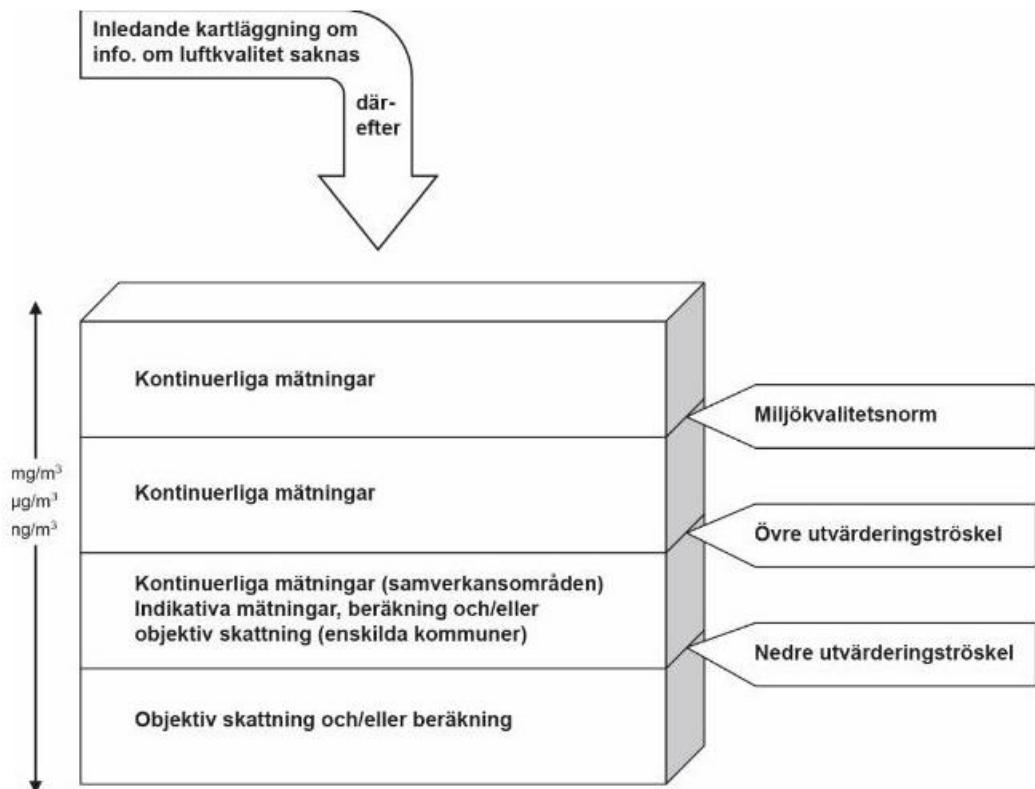 Inledande kartläggning om
info. om luftkvalitet saknas
där-
efter
Kontinuerliga mätningar
Miljökvalitetsnorm
mg/m³
µg/m³
ng/m³
Kontinuerliga mätningar
Övre utvärderingströskel
Kontinuerliga mätningar (samverkansområden)
Indikativa mätningar, beräkning och/eller
objektiv skattning (enskilda kommuner)
Nedre utvärderingströskel
Objektiv skattning och/eller beräkning